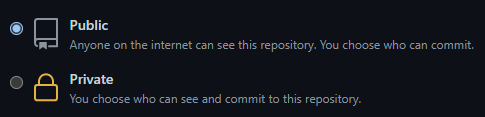 Public
Anyone on the internet can see this repository. You choose who can commit.
Private
You choose who can see and commit to this repository.